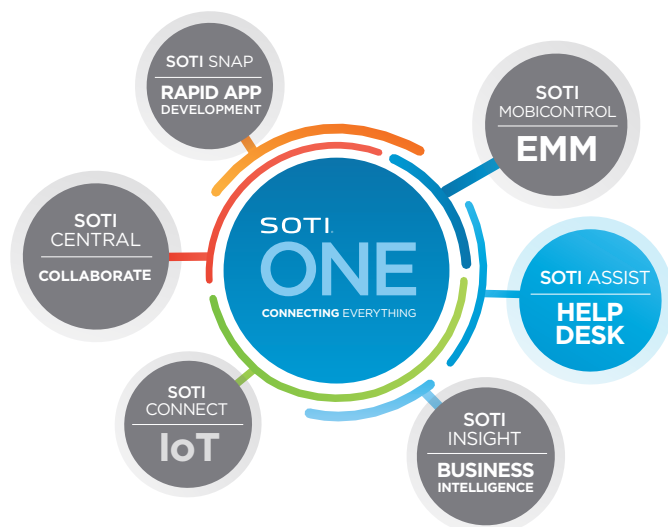 SOTI SNAP
RAPID APP
DEVELOPMENT
SOTI
MOBICONTROL
EMM
SOTI
CENTRAL
COLLABORATE
SOTI.
ONE
CONNECTING EVERYTHING
SOTI ASSIST
HELP
DESK
SOTI
CONNECT
IoT
SOTI
INSIGHT
BUSINESS
INTELLIGENCE